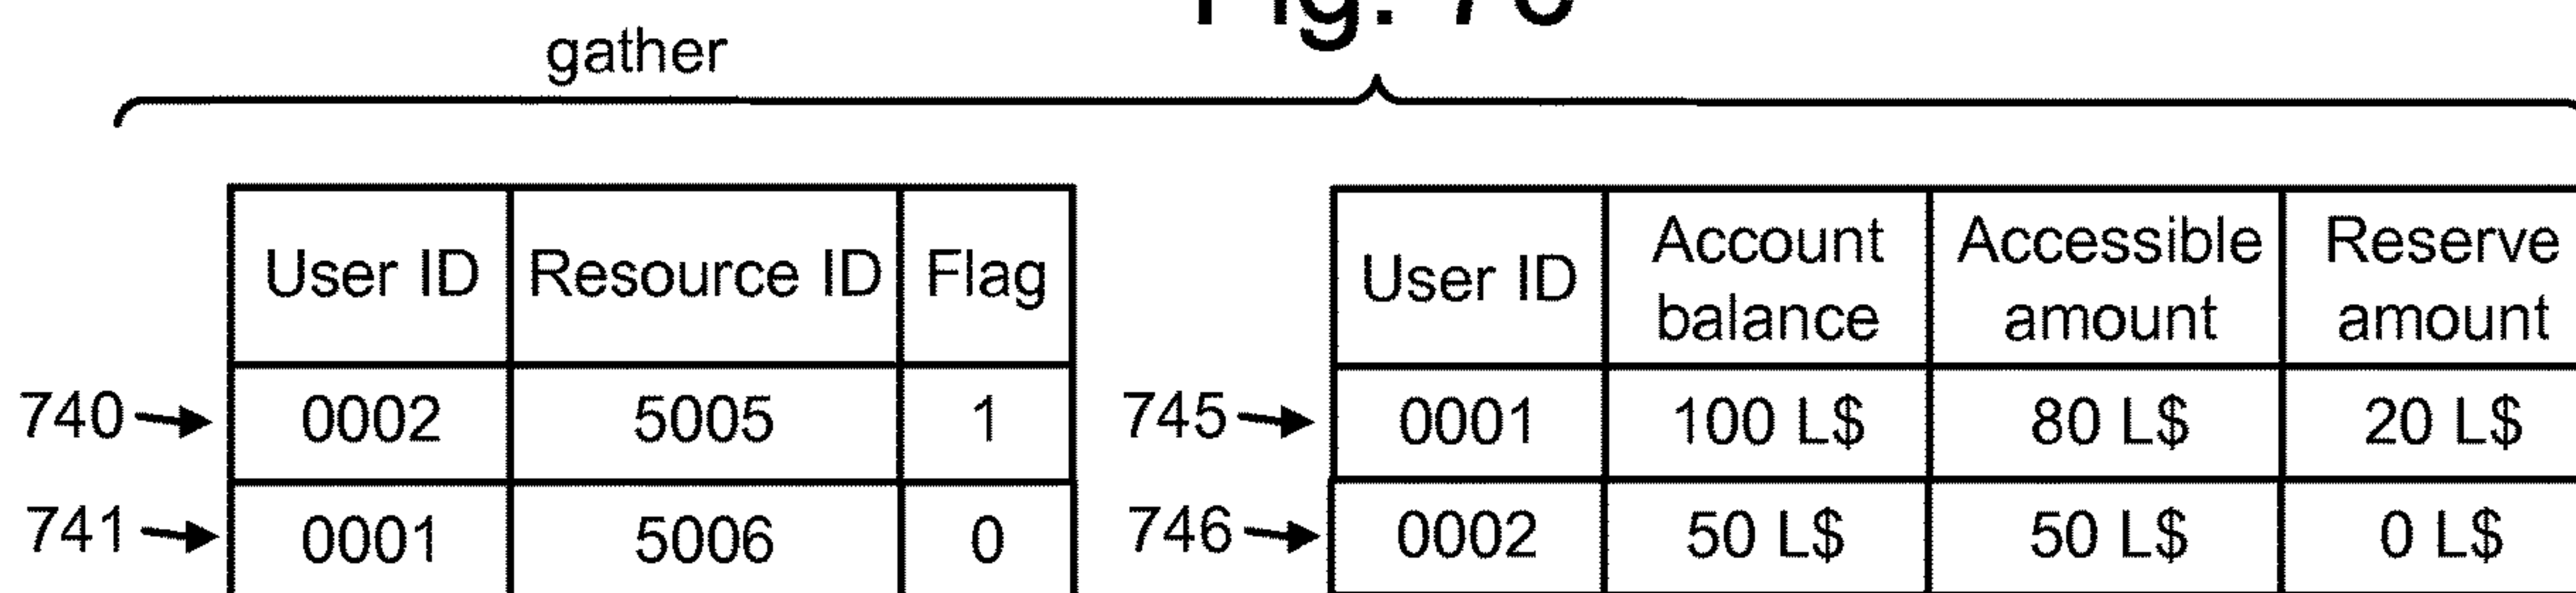 Fig.
gather
User ID Resource ID Flag
740 0002 5005 1
741 0001 5006 0
User ID Account balance Accessible amount Reserve amount
745 0001 100 L$ 80 L$ 20 L$
746 0002 50 L$ 50 L$ 0 L$